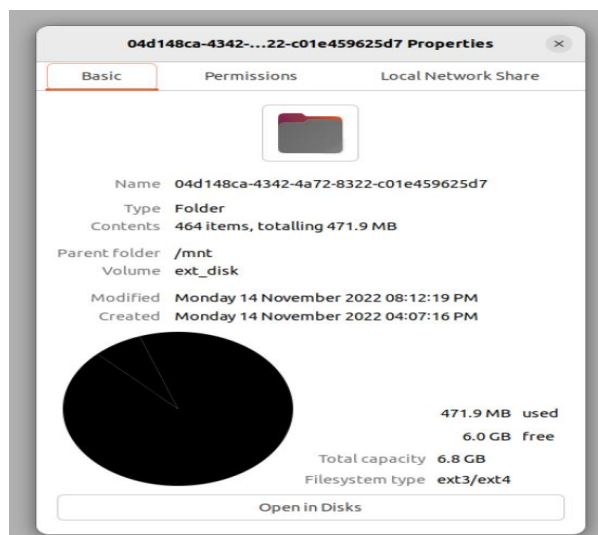 04d148ca-4342-...22-c01e459625d7 Properties
Basic Permissions Local Network Share
Name 04d148ca-4342-4a72-8322-c01e459625d7
Type Folder
Contents 464 items, totalling 471.9 MB
Parent folder /mnt
Volume ext_disk
Modified Monday 14 November 2022 08:12:19 PM
Created Monday 14 November 2022 04:07:16 PM
471.9 MB used
6.0 GB free
Total capacity 6.8 GB
Filesystem type ext3/ext4
Open in Disks